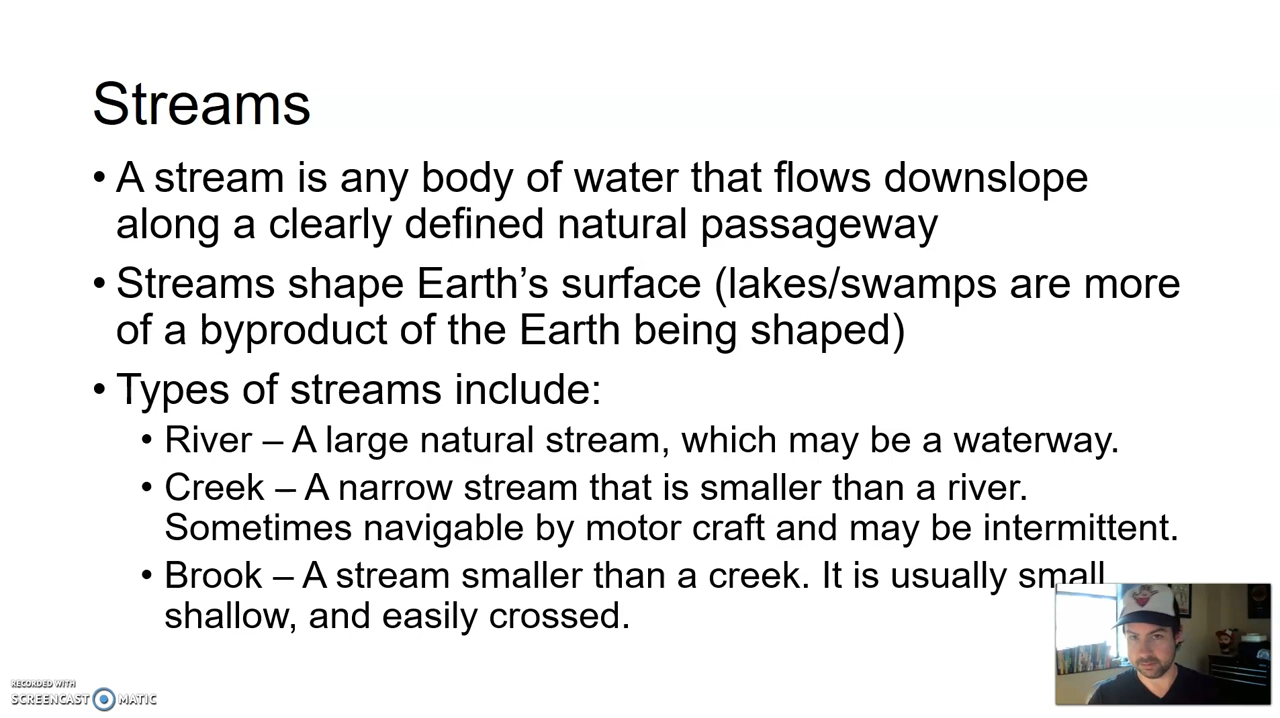 Streams
• A stream is any body of water that flows downslope
along a clearly defined natural passageway
• Streams shape Earth’s surface (lakes/swamps are more
of a byproduct of the Earth being shaped)
• Types of streams include:
• River – A large natural stream, which may be a waterway.
• Creek – A narrow stream that is smaller than a river.
Sometimes navigable by motor craft and may be intermittent.
• Brook – A stream smaller than a creek. It is usually small
shallow, and easily crossed.
RECORDED WITH
SCREENCAST MATIC